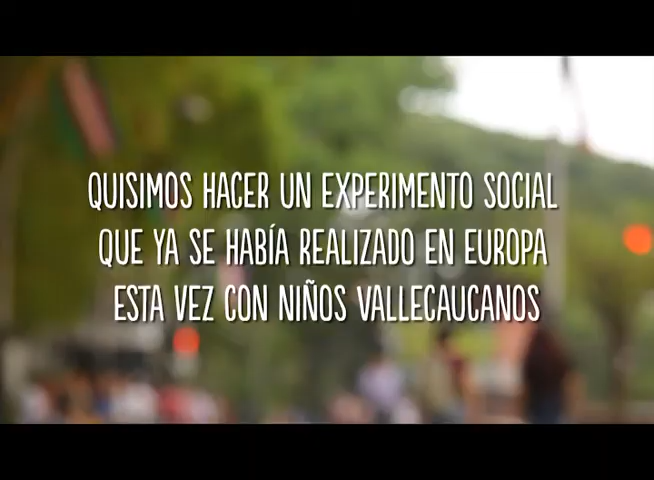 QUISIMOS HACER UN EXPERIMENTO SOCIAL
QUE YA SE HABÍA REALIZADO EN EUROPA
ESTA VEZ CON NIÑOS VALLECAUCANOS